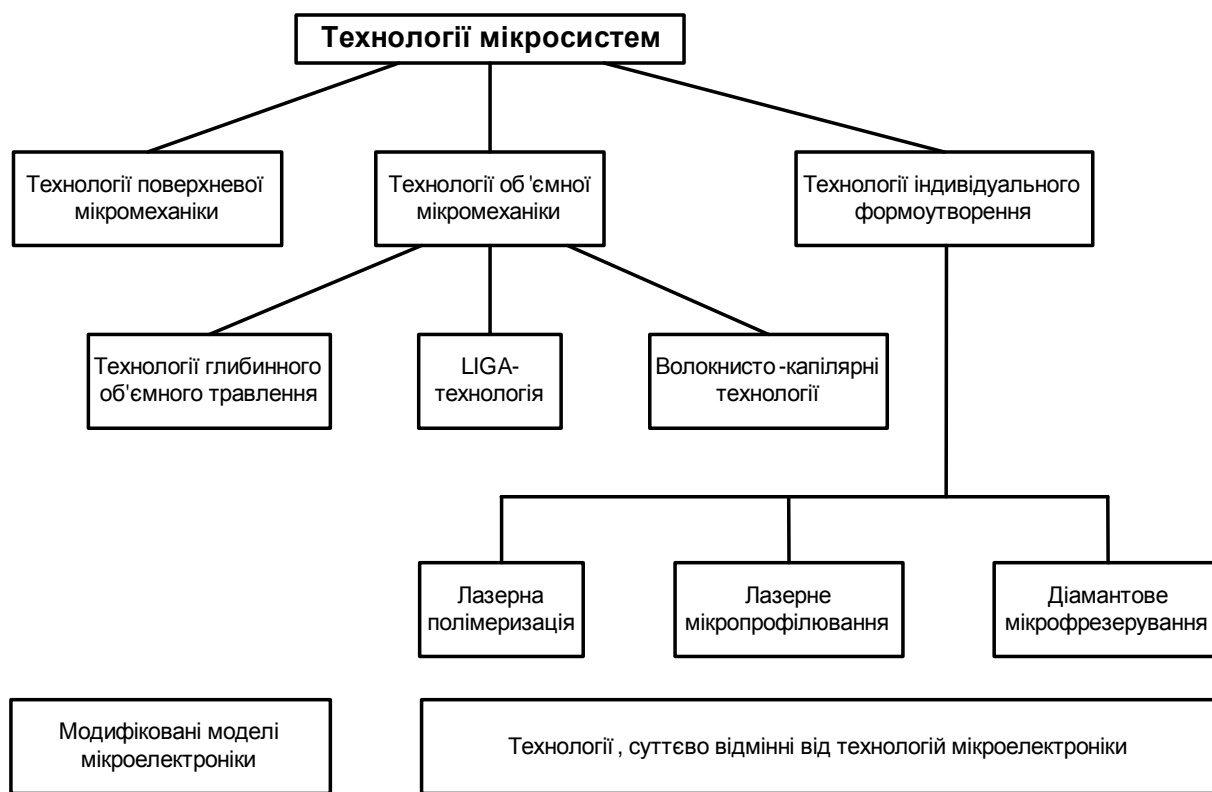 Технології мікросистем
Технології поверхневої
мікромеханіки
Технології об'ємної
мікромеханіки
Технології індивідуального
формоутворення
Технології глибинного
об'ємного травлення
LIGA-
технологія
Волокнисто-капілярні
технології
Лазерна
полімеризація
Лазерне
мікропрофілювання
Діамантове
мікрофрезерування
Модифіковані моделі
мікроелектроніки
Технології, суттєво відмінні від технологій мікроелектроніки